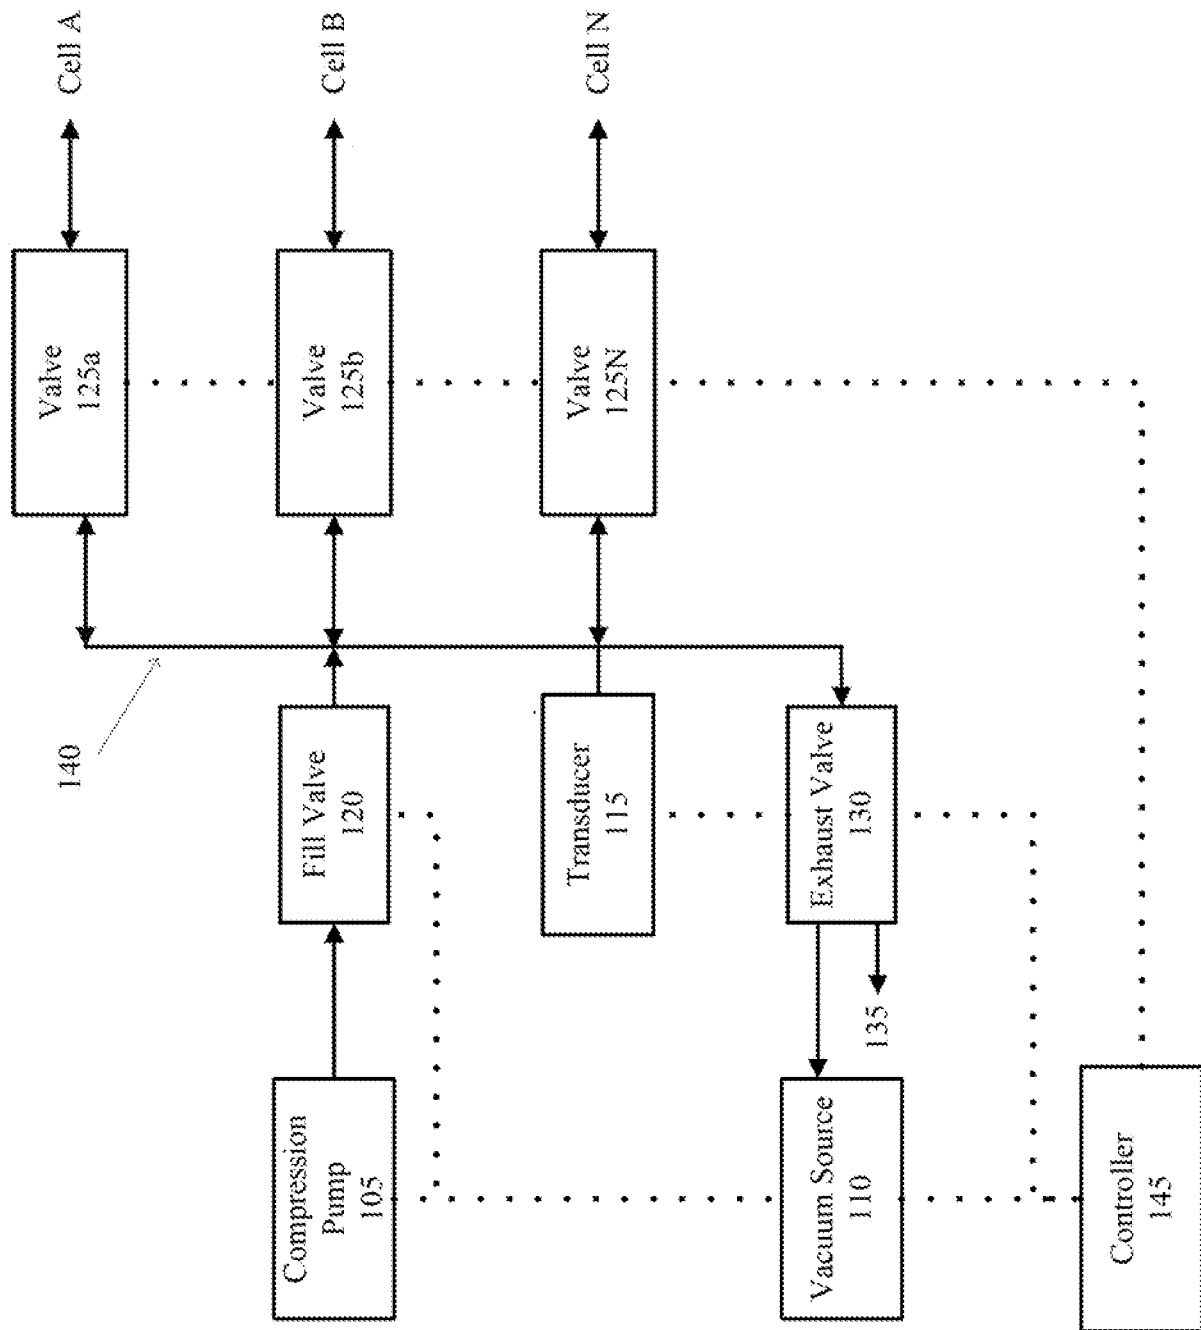 Cell A
Cell B
Cell N
Valve
125a
Valve
125b
Valve
125N
140
Fill Valve
120
Transducer
115
Exhaust Valve
130
135
Compression
Pump
105
Vacuum Source
110
Controller
145